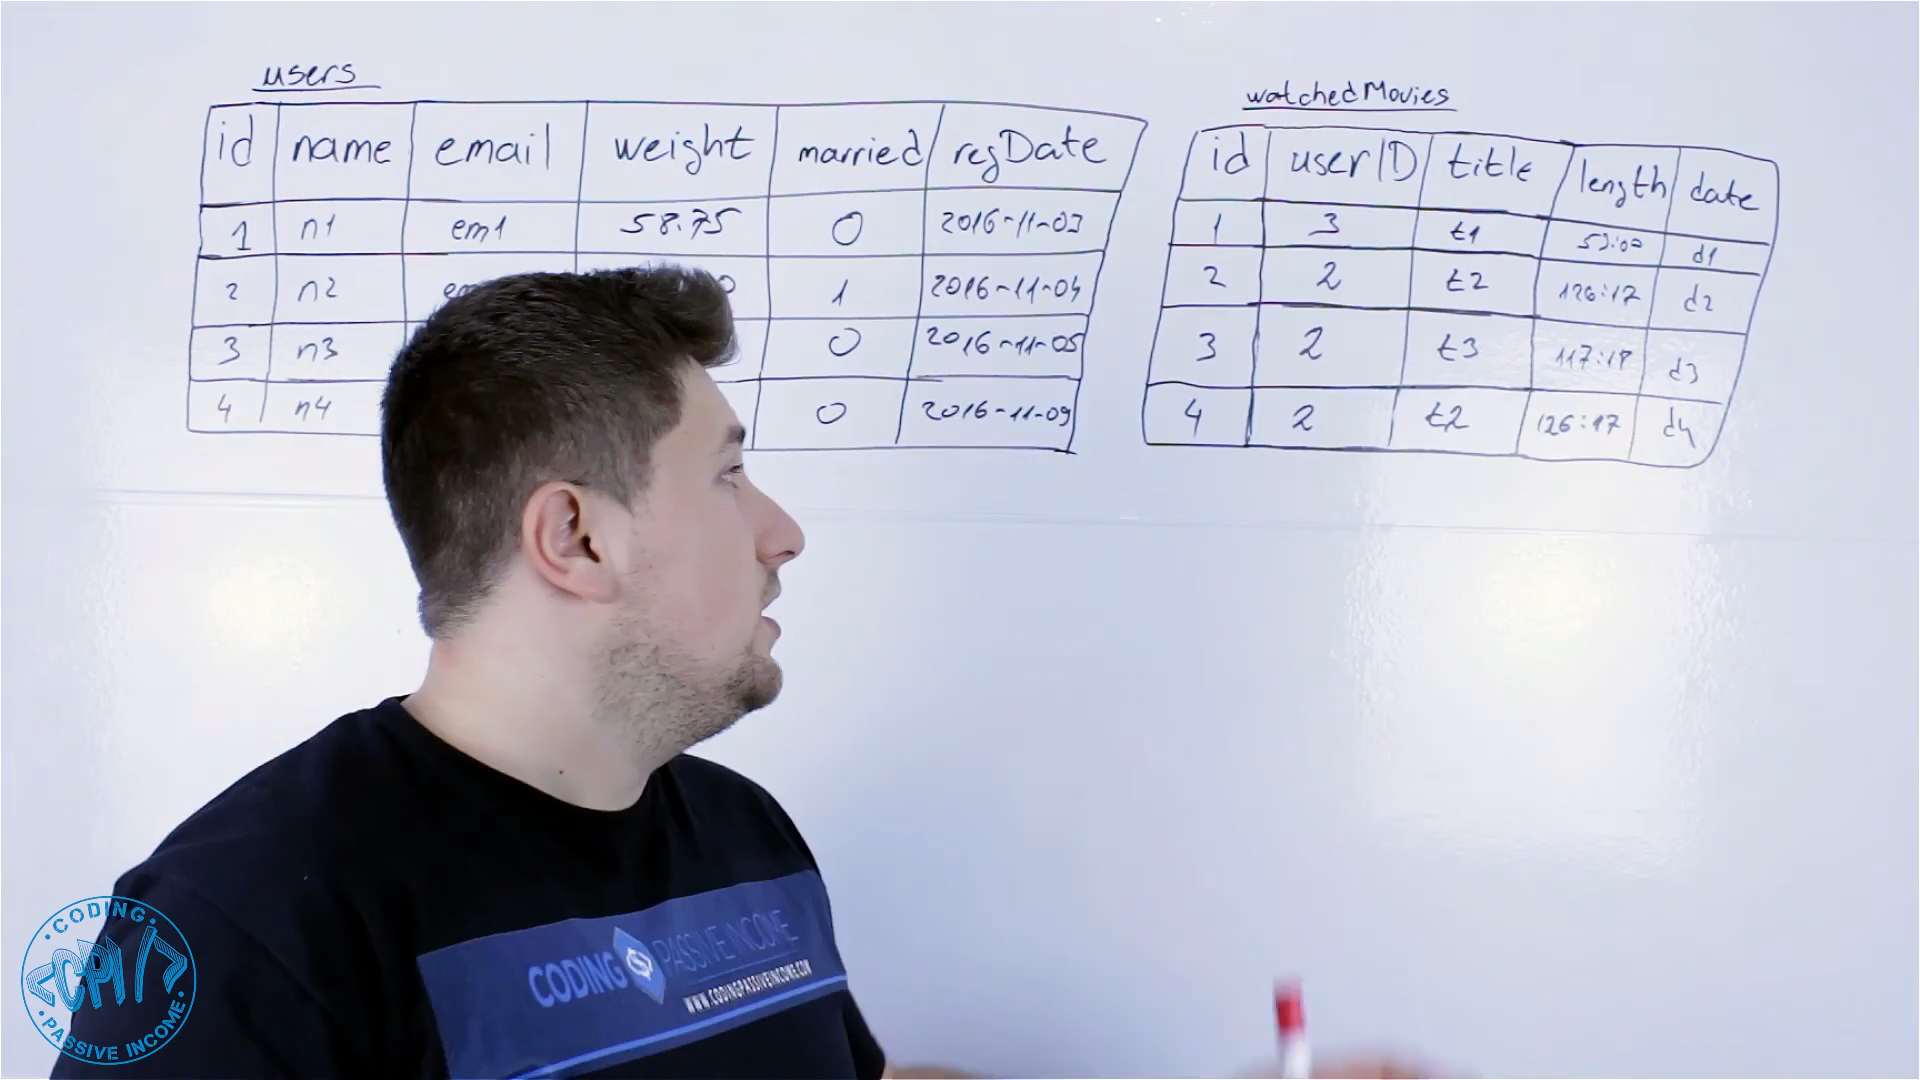 users
id name email weight married regDate
1 n1 em1 58.75 0 2016-11-03
2 n2 1 2016-11-04
3 n3 0 2016-11-05
4 n4 0 2016-11-09
watchedMovies
id userID title length date
1 3 t1 d1
2 2 t2 126:17 d2
3 2 t3 117:18 d3
4 2 t2 126:17 d4
CODING PASSIVE INCOME
WWW.CODINGPASSIVEINCOME.COM
CODING
<CPI/>
PASSIVE INCOME